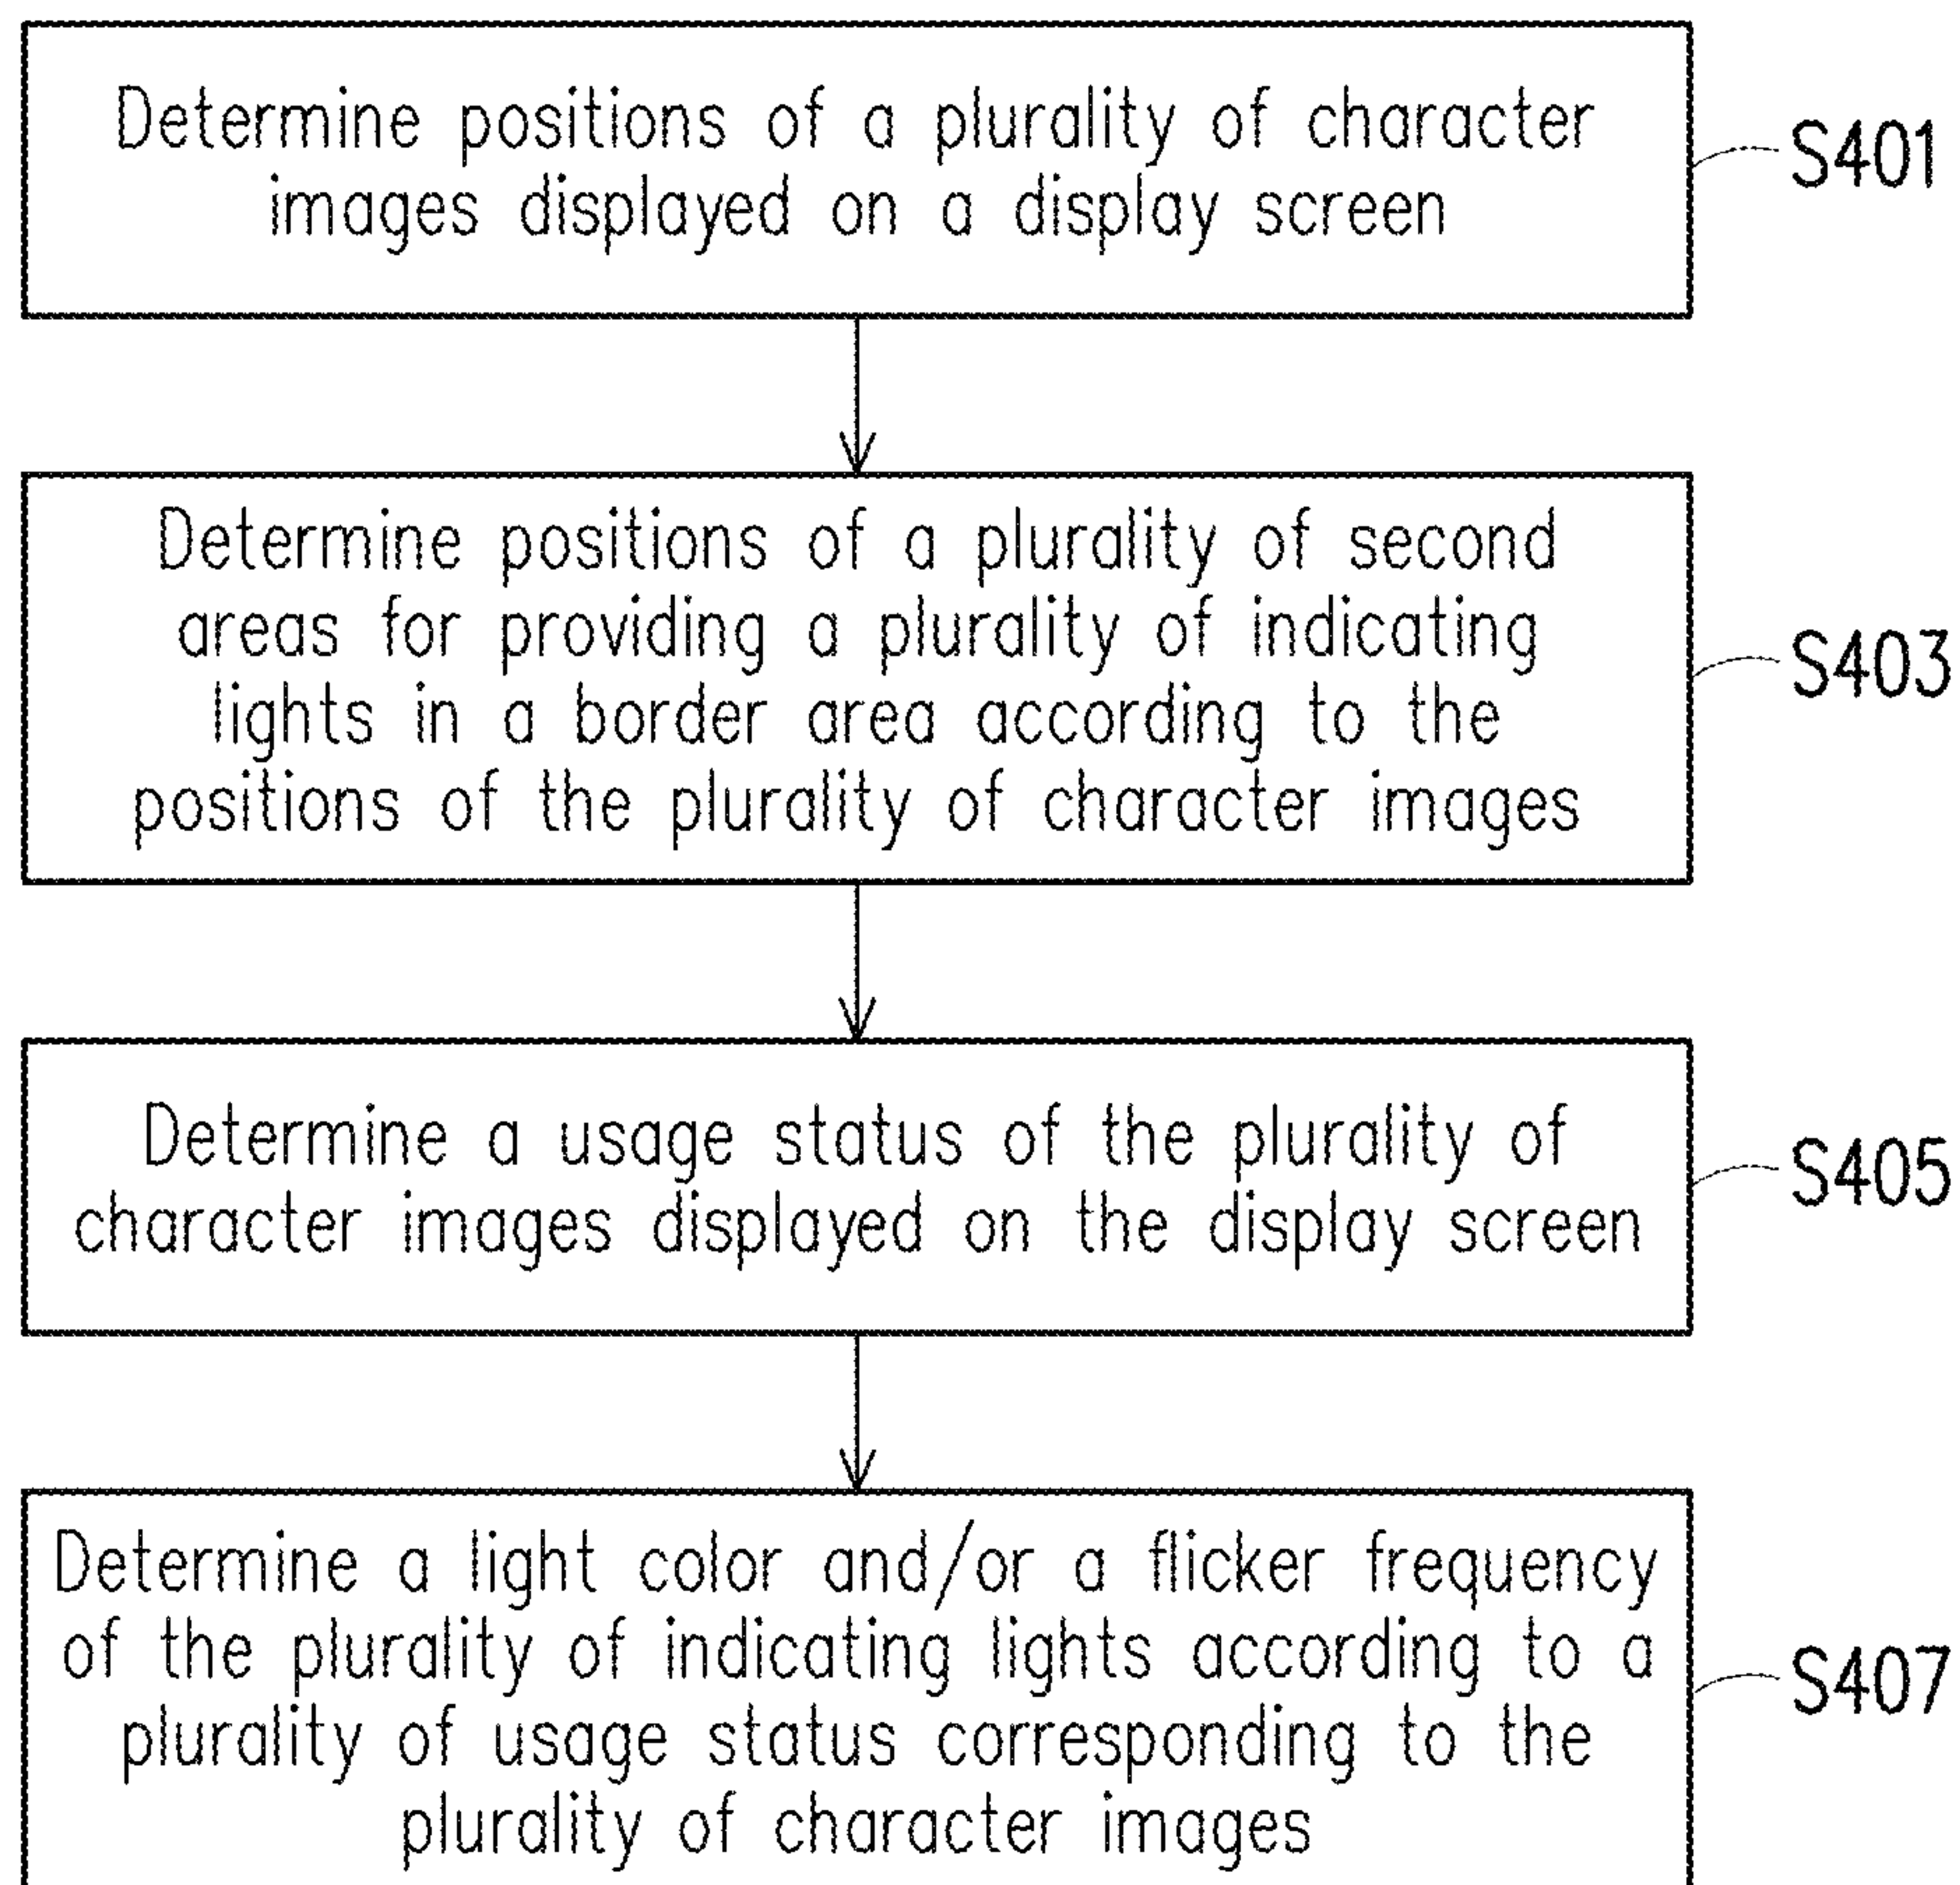 Determine positions of a plurality of character
images displayed on a display screen
S401
Determine positions of a plurality of second
areas for providing a plurality of indicating
lights in a border area according to the
positions of the plurality of character images
S403
Determine a usage status of the plurality of
character images displayed on the display screen
S405
Determine a light color and/or a flicker frequency
of the plurality of indicating lights according to a
plurality of usage status corresponding to the
plurality of character images
S407